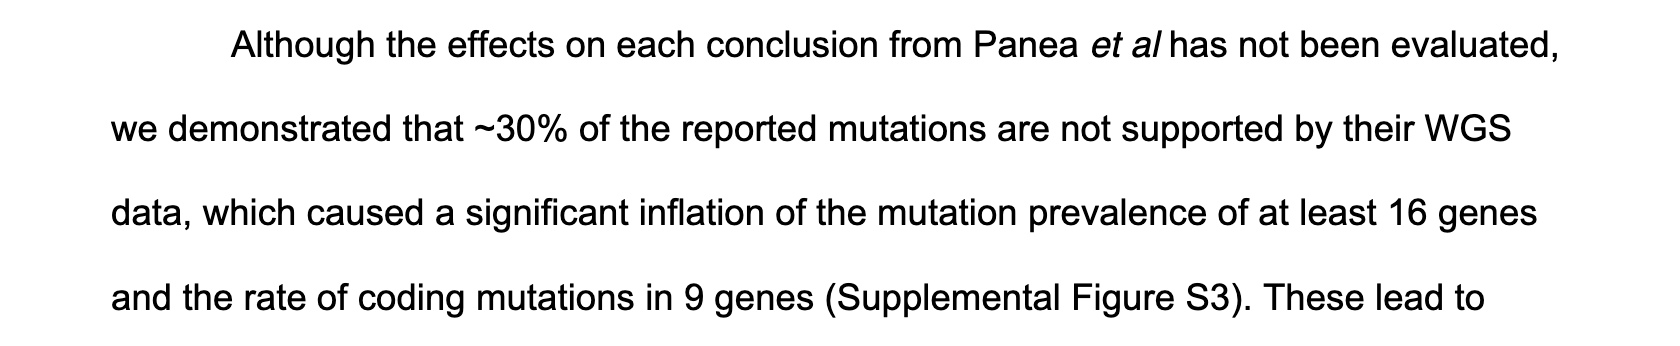 Although the effects on each conclusion from Panea et al has not been evaluated,
we demonstrated that ~30% of the reported mutations are not supported by their WGS
data, which caused a significant inflation of the mutation prevalence of at least 16 genes
and the rate of coding mutations in 9 genes (Supplemental Figure S3). These lead to